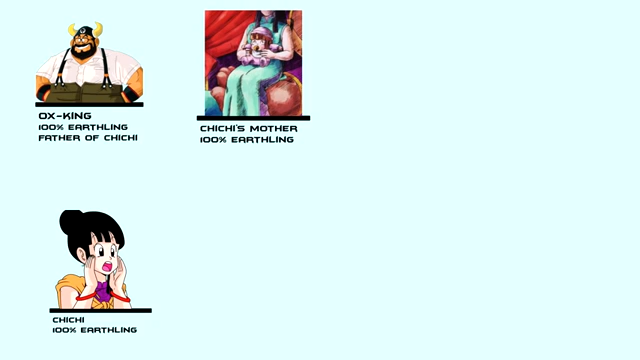 OX-KING
100% EARTHLING
FATHER OF CHICHI
CHICHI'S MOTHER
100% EARTHLING
CHICHI
100% EARTHLING